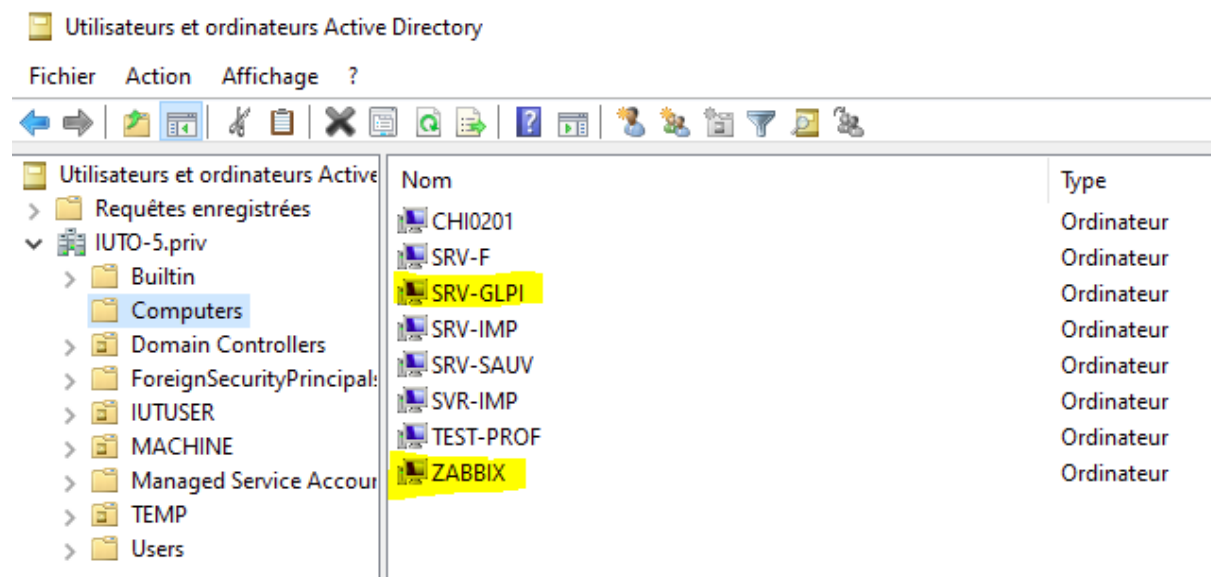 Utilisateurs et ordinateurs Active Directory
Fichier Action Affichage ?
Utilisateurs et ordinateurs Active
Requêtes enregistrées
IUTO-5.priv
Builtin
Computers
Domain Controllers
ForeignSecurityPrincipals
IUTUSER
MACHINE
Managed Service Accour
TEMP
Users
Nom Type
CHI0201 Ordinateur
SRV-F Ordinateur
SRV-GLPI Ordinateur
SRV-IMP Ordinateur
SRV-SAUV Ordinateur
SVR-IMP Ordinateur
TEST-PROF Ordinateur
ZABBIX Ordinateur